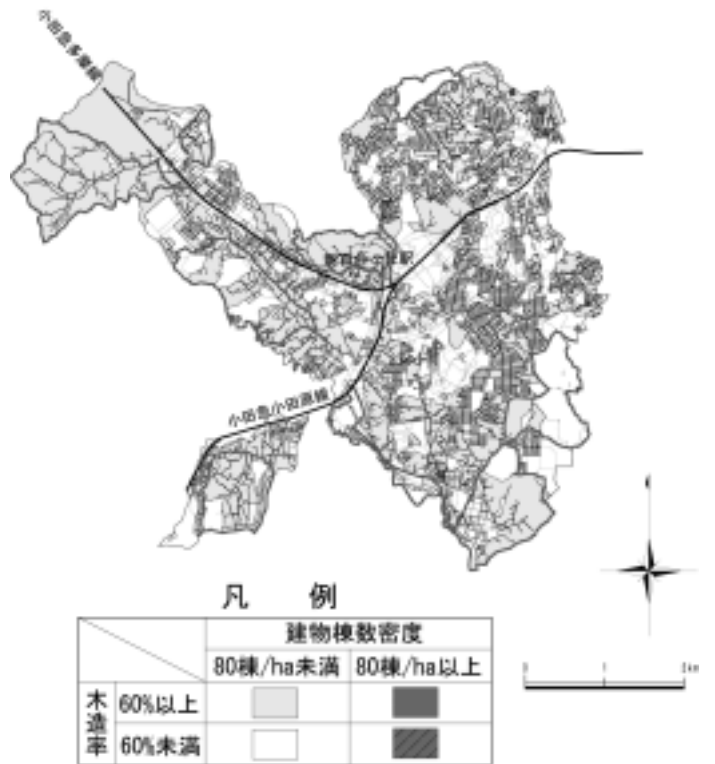 小田急多摩線
新百合ヶ丘駅
小田急小田原線
0 1 2km
凡 例
建物棟数密度
80棟/ha未満 80棟/ha以上
木造率
60%以上
60%未満